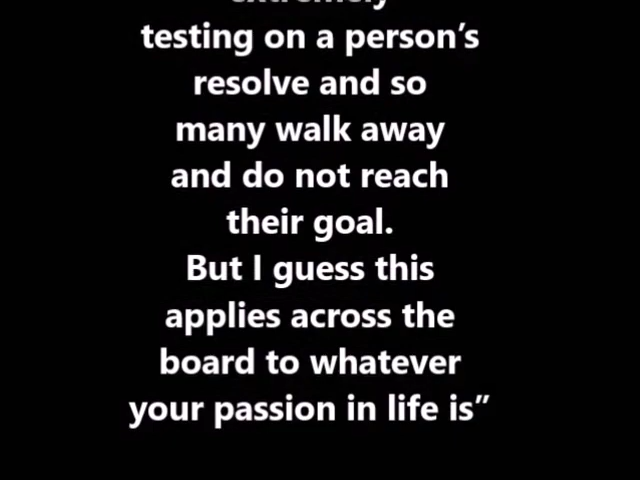 extremely
testing on a person’s
resolve and so
many walk away
and do not reach
their goal.
But I guess this
applies across the
board to whatever
your passion in life is”